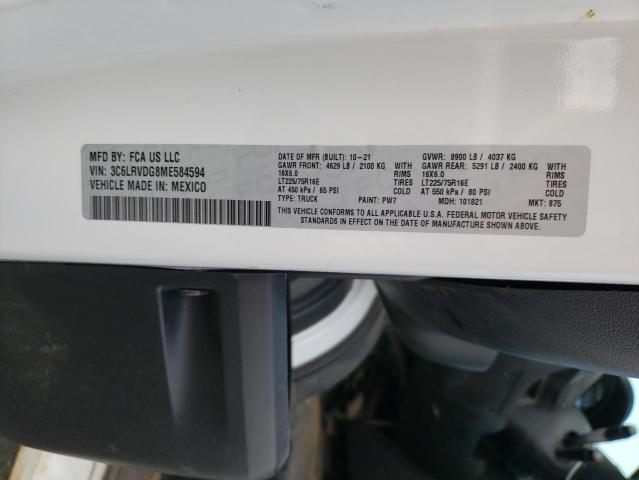 MFD BY: FCA US LLC
VIN: 3C6LRVDG8ME584594
VEHICLE MADE IN: MEXICO
DATE OF MFR (BUILT): 10-21 GVWR: 8900 LB / 4037 KG
GAWR FRONT: 4629 LB / 2100 KG WITH GAWR REAR: 5291 LB / 2400 KG WITH
16X6.0 RIMS 16X6.0 RIMS
LT225/75R16E TIRES LT225/75R16E TIRES
AT 450 kPa / 65 PSI COLD AT 550 kPa / 80 PSI COLD
TYPE: TRUCK PAINT: PW7 MDH: 101821 MKT: 875
THIS VEHICLE CONFORMS TO ALL APPLICABLE U.S.A. FEDERAL MOTOR VEHICLE SAFETY
STANDARDS IN EFFECT ON THE DATE OF MANUFACTURE SHOWN ABOVE.